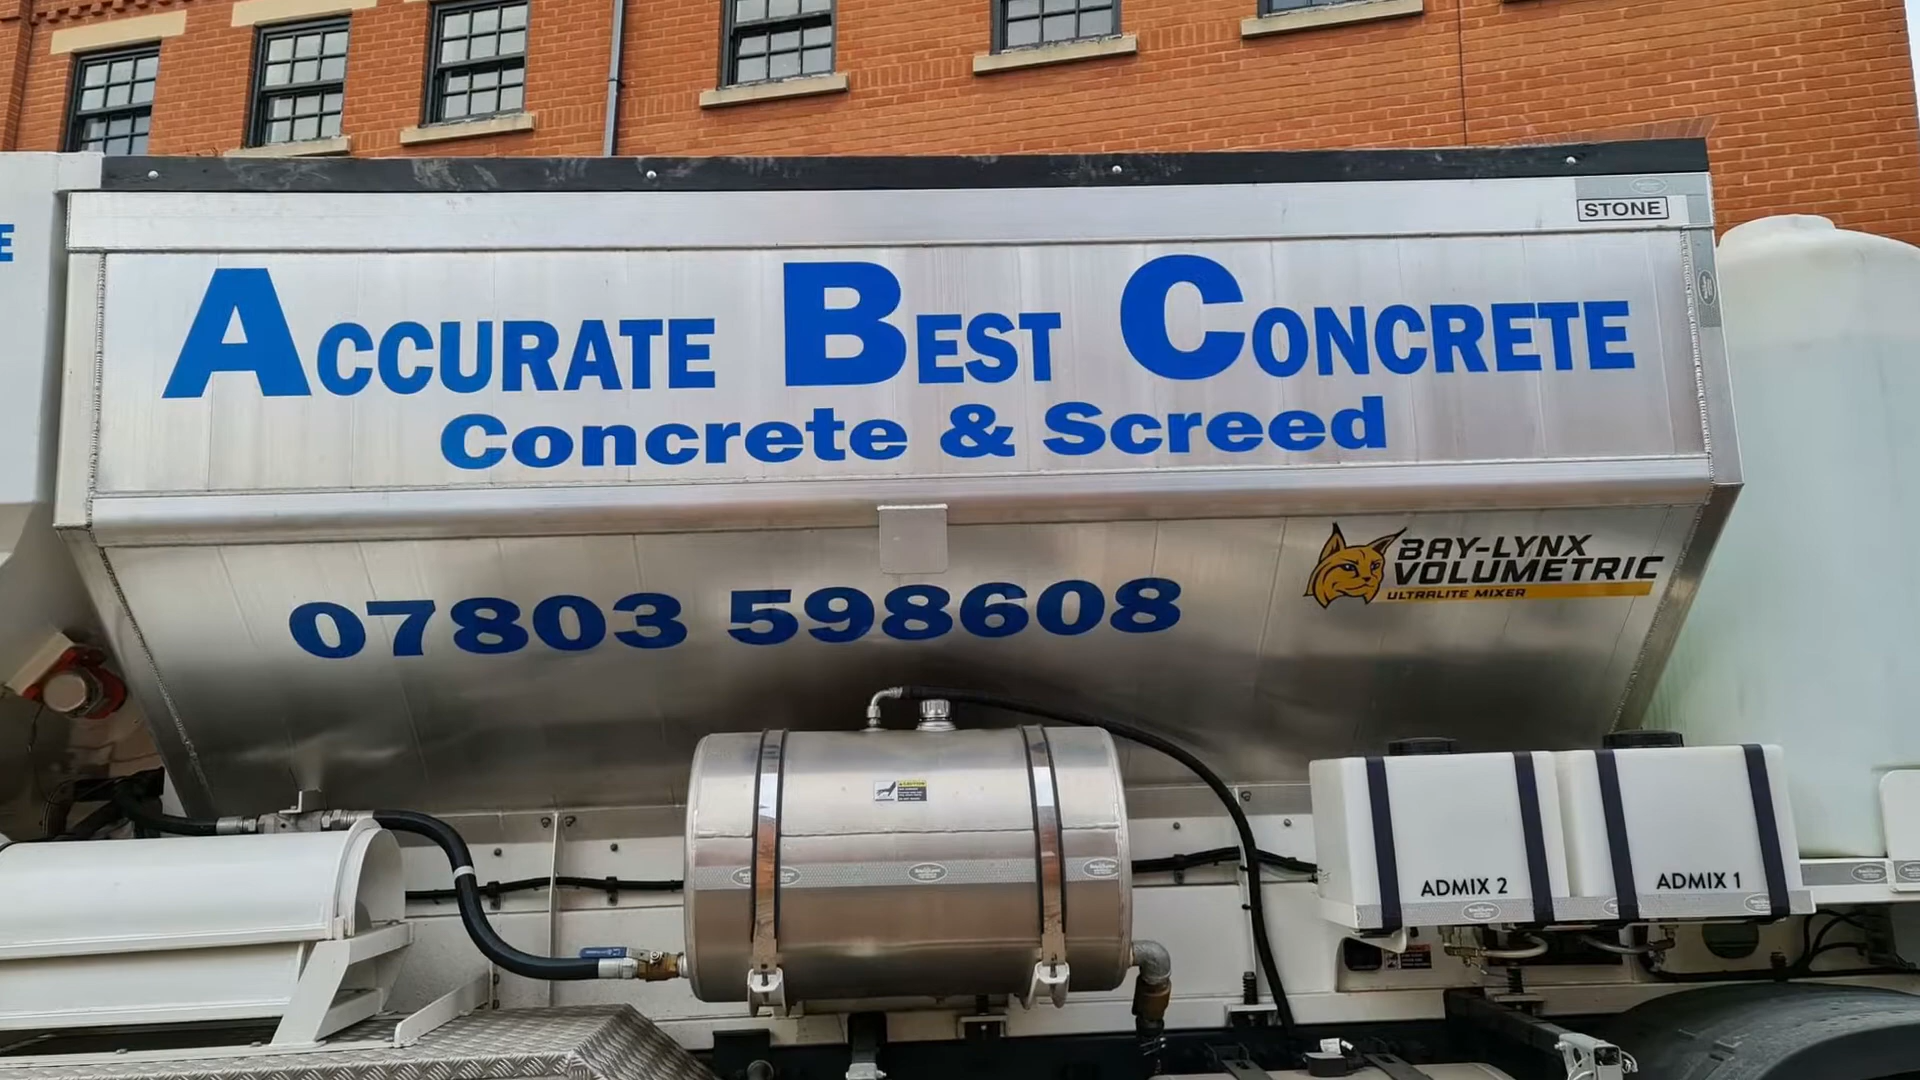 STONE
E
ACCURATE BEST CONCRETE
Concrete & Screed
BAY-LYNX
VOLUMETRIC
ULTRALITE MIXER
07803 598608
ADMIX 2
ADMIX 1